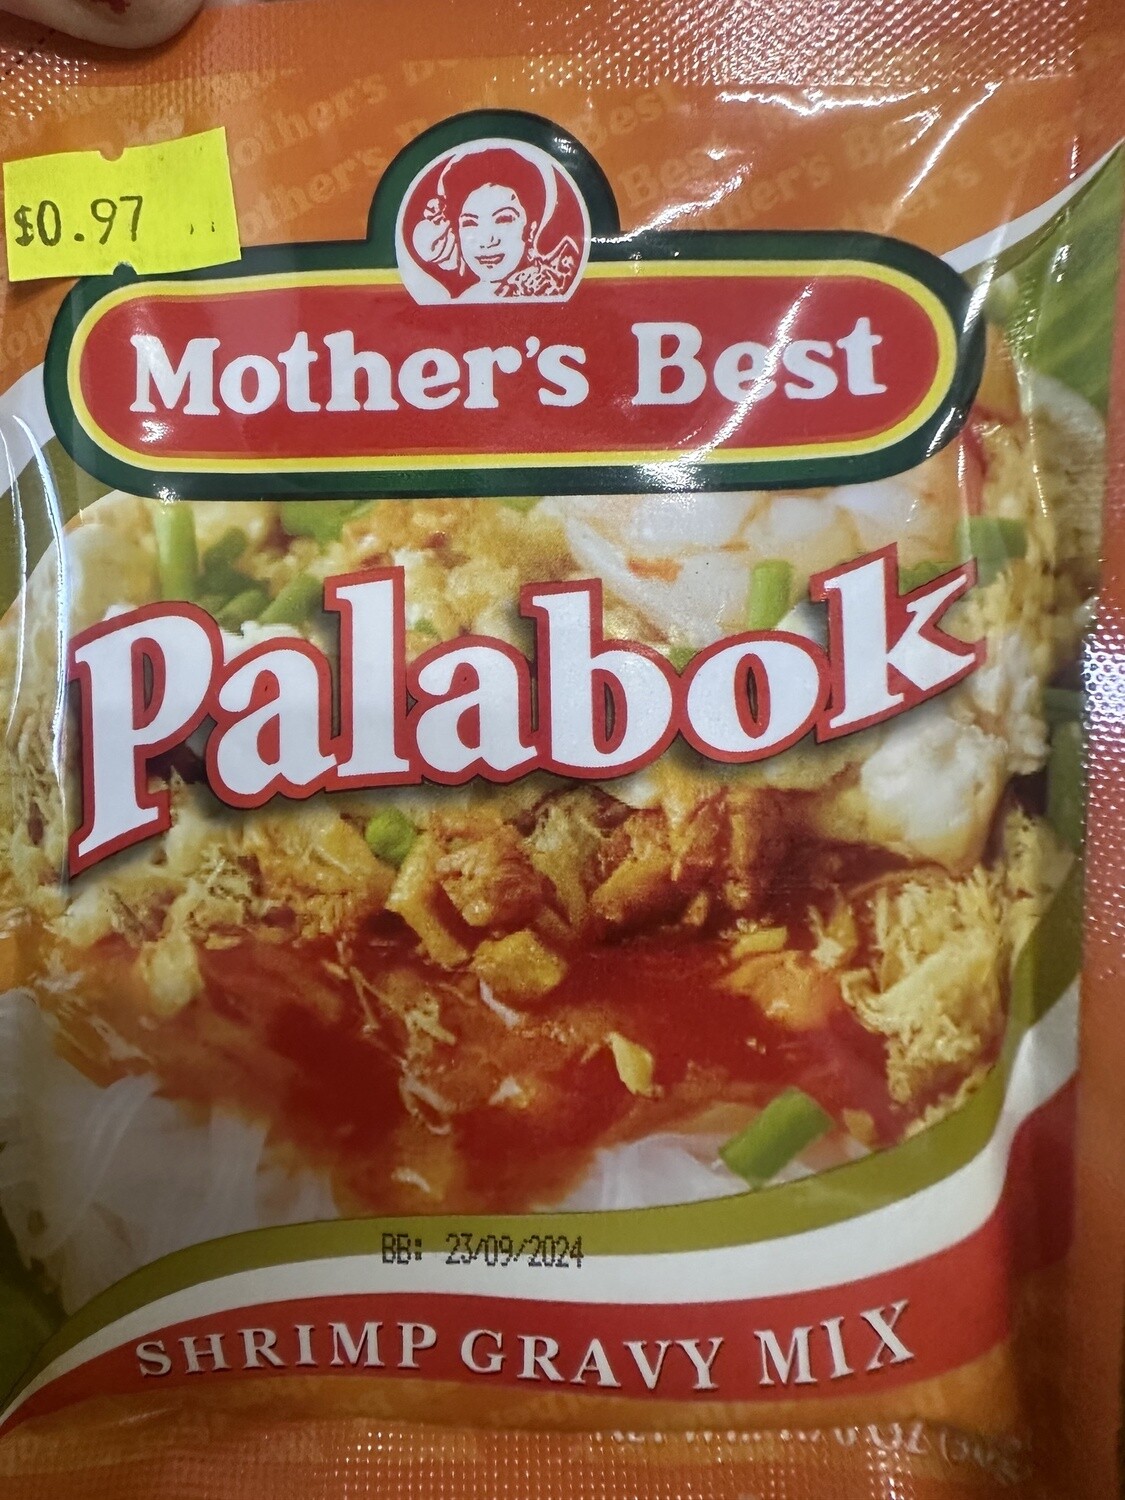 $0.97
Mother's Best
Palabok
BB: 23/09/2024
SHRIMP GRAVY MIX